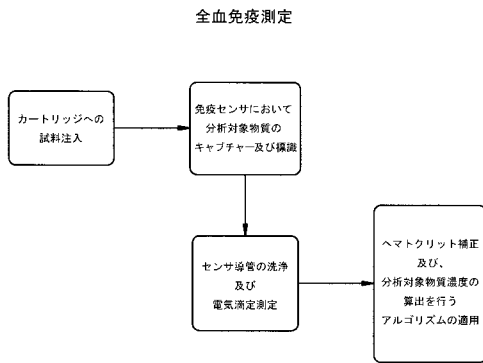 全血免疫測定
カートリッジへの
試料注入
免疫センサにおいて
分析対象物質の
キャプチャー及び標識
センサ導管の洗浄
及び
電気滴定測定
ヘマトクリット補正
及び、
分析対象物質濃度の
算出を行う
アルゴリズムの適用